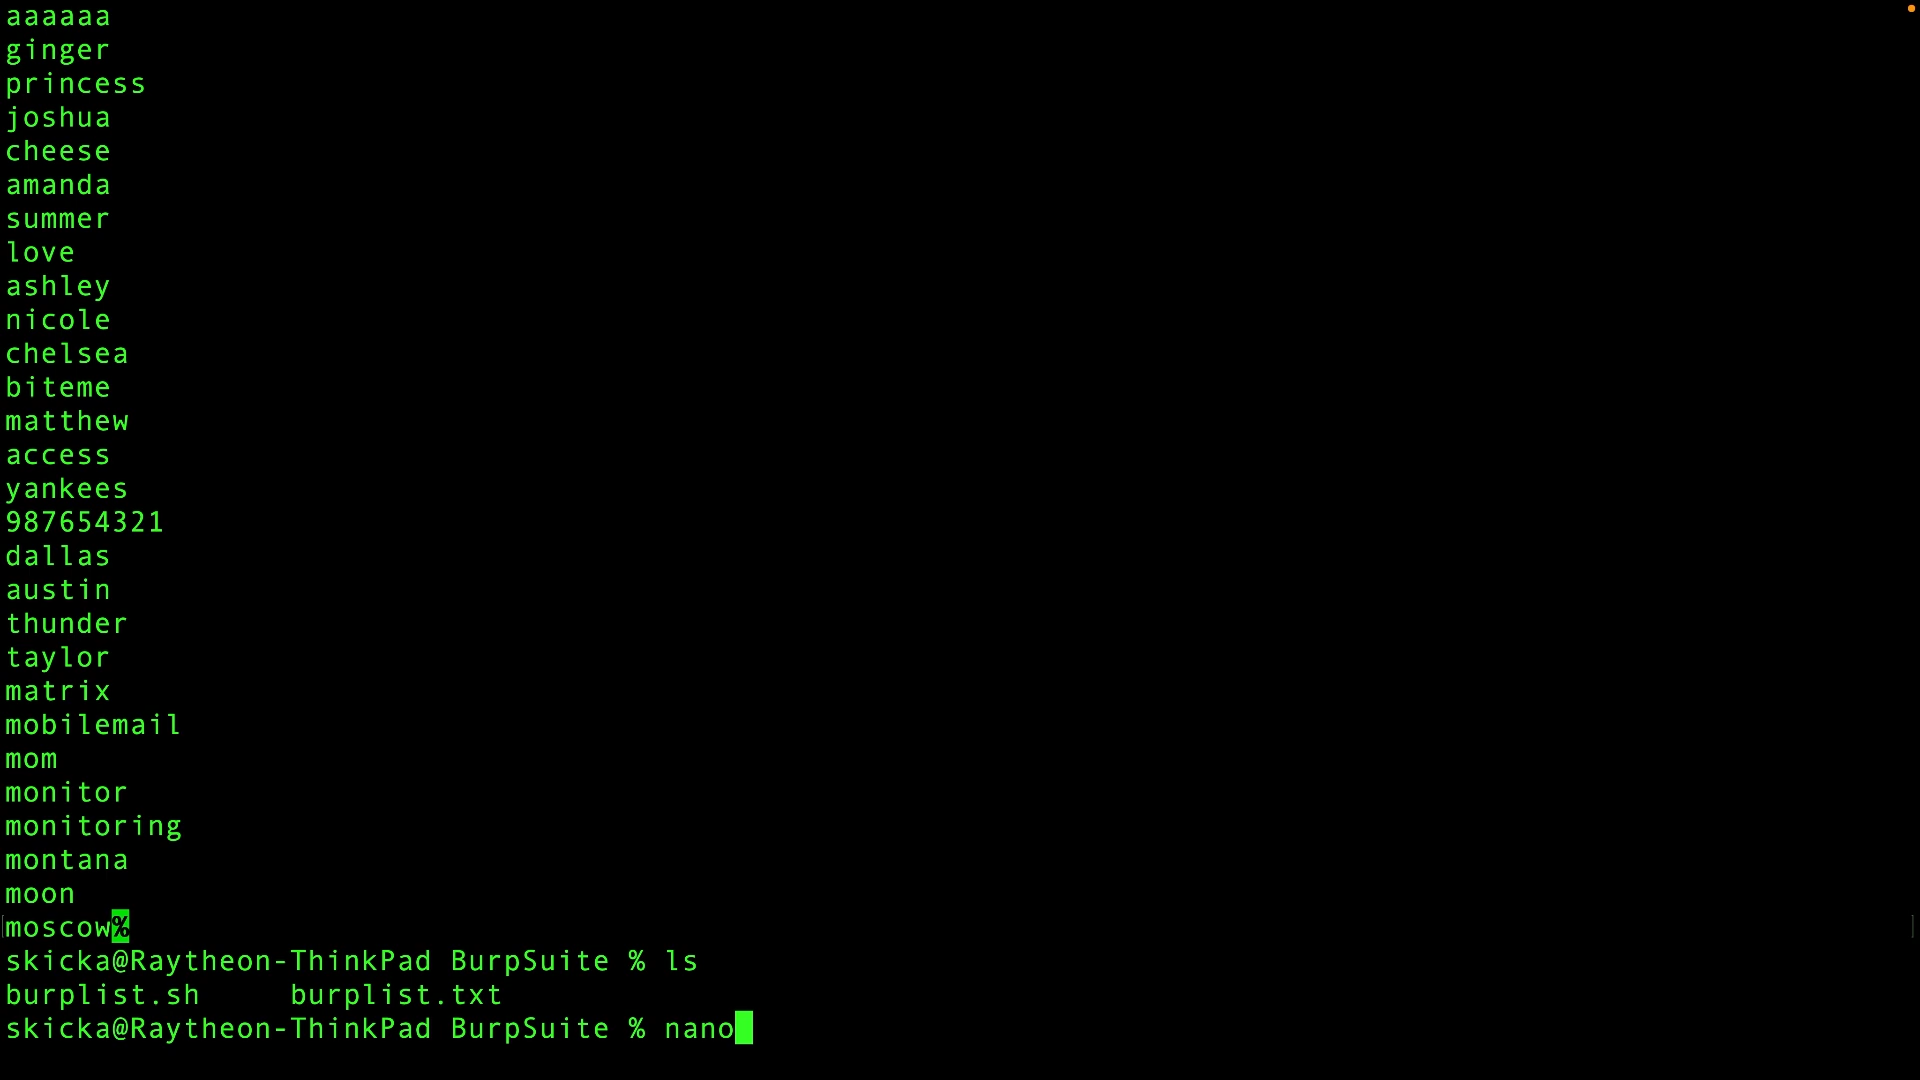 aaaaaa
ginger
princess
joshua
cheese
amanda
summer
love
ashley
nicole
chelsea
biteme
matthew
access
yankees
987654321
dallas
austin
thunder
taylor
matrix
mobilemail
mom
monitor
monitoring
montana
moon
moscow%
skicka@Raytheon-ThinkPad BurpSuite % ls
burplist.sh burplist.txt
skicka@Raytheon-ThinkPad BurpSuite % nano